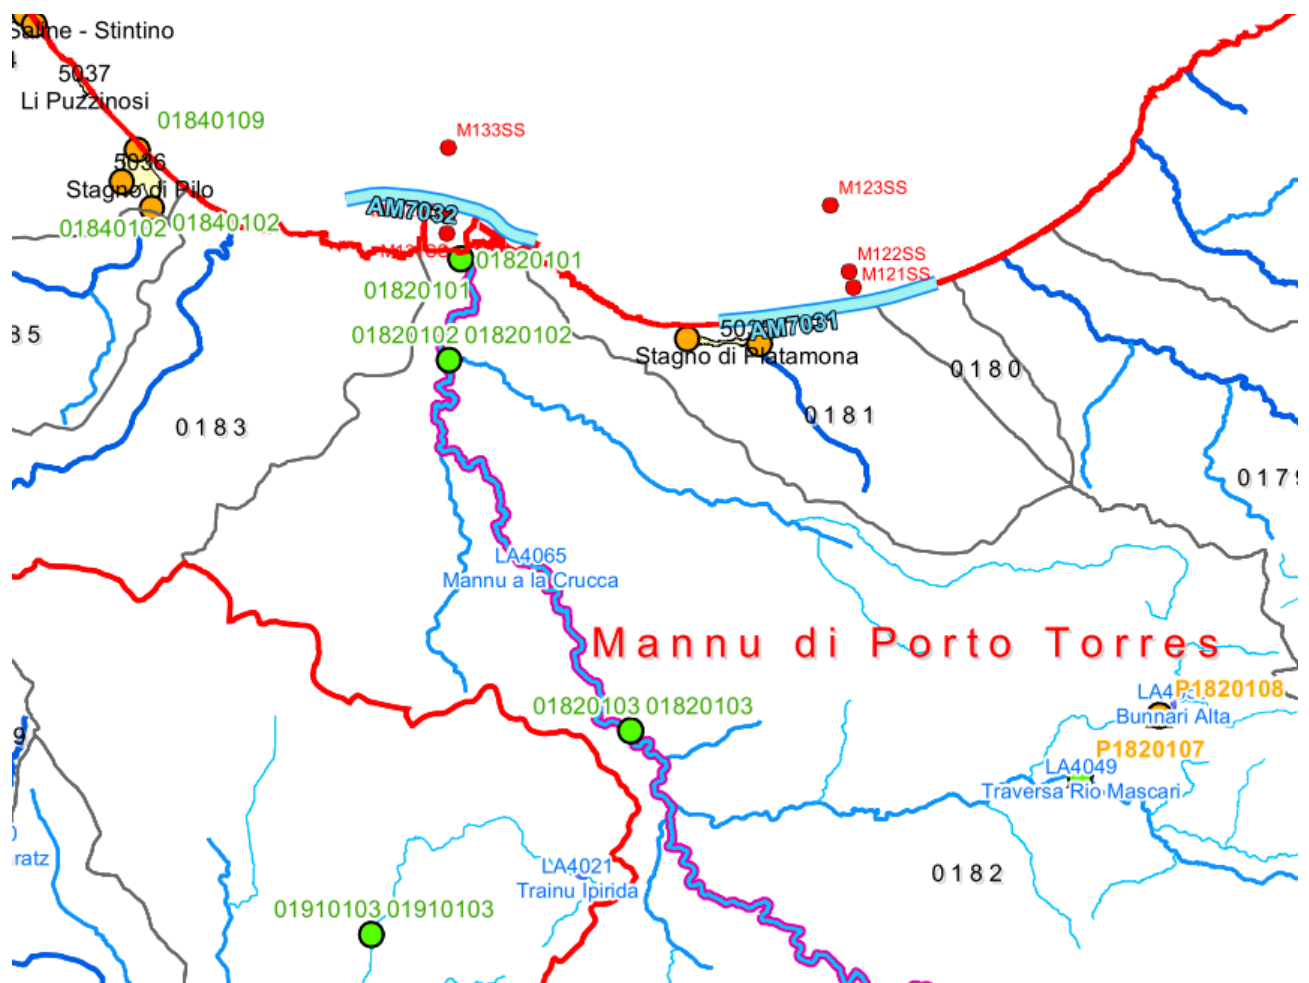 Saline - Stintino
5037
Li Puzzinosi
01840109
M133SS
5036
Stagno di Pilo
M123SS
AM7032
01840102 01840102
M122SS
01820101
M121SS
01820101
AM7031
01820102 01820102
Stagno di Platamona
0180
0181
0183
LA4065
Mannu a la Crucca
Mannu di Porto Torres
P1820108
01820103 01820103
Bunnari Alta
P1820107
LA4049
Traversa Rio Mascari
LA4021
Trainu Ipirida
0182
01910103 01910103